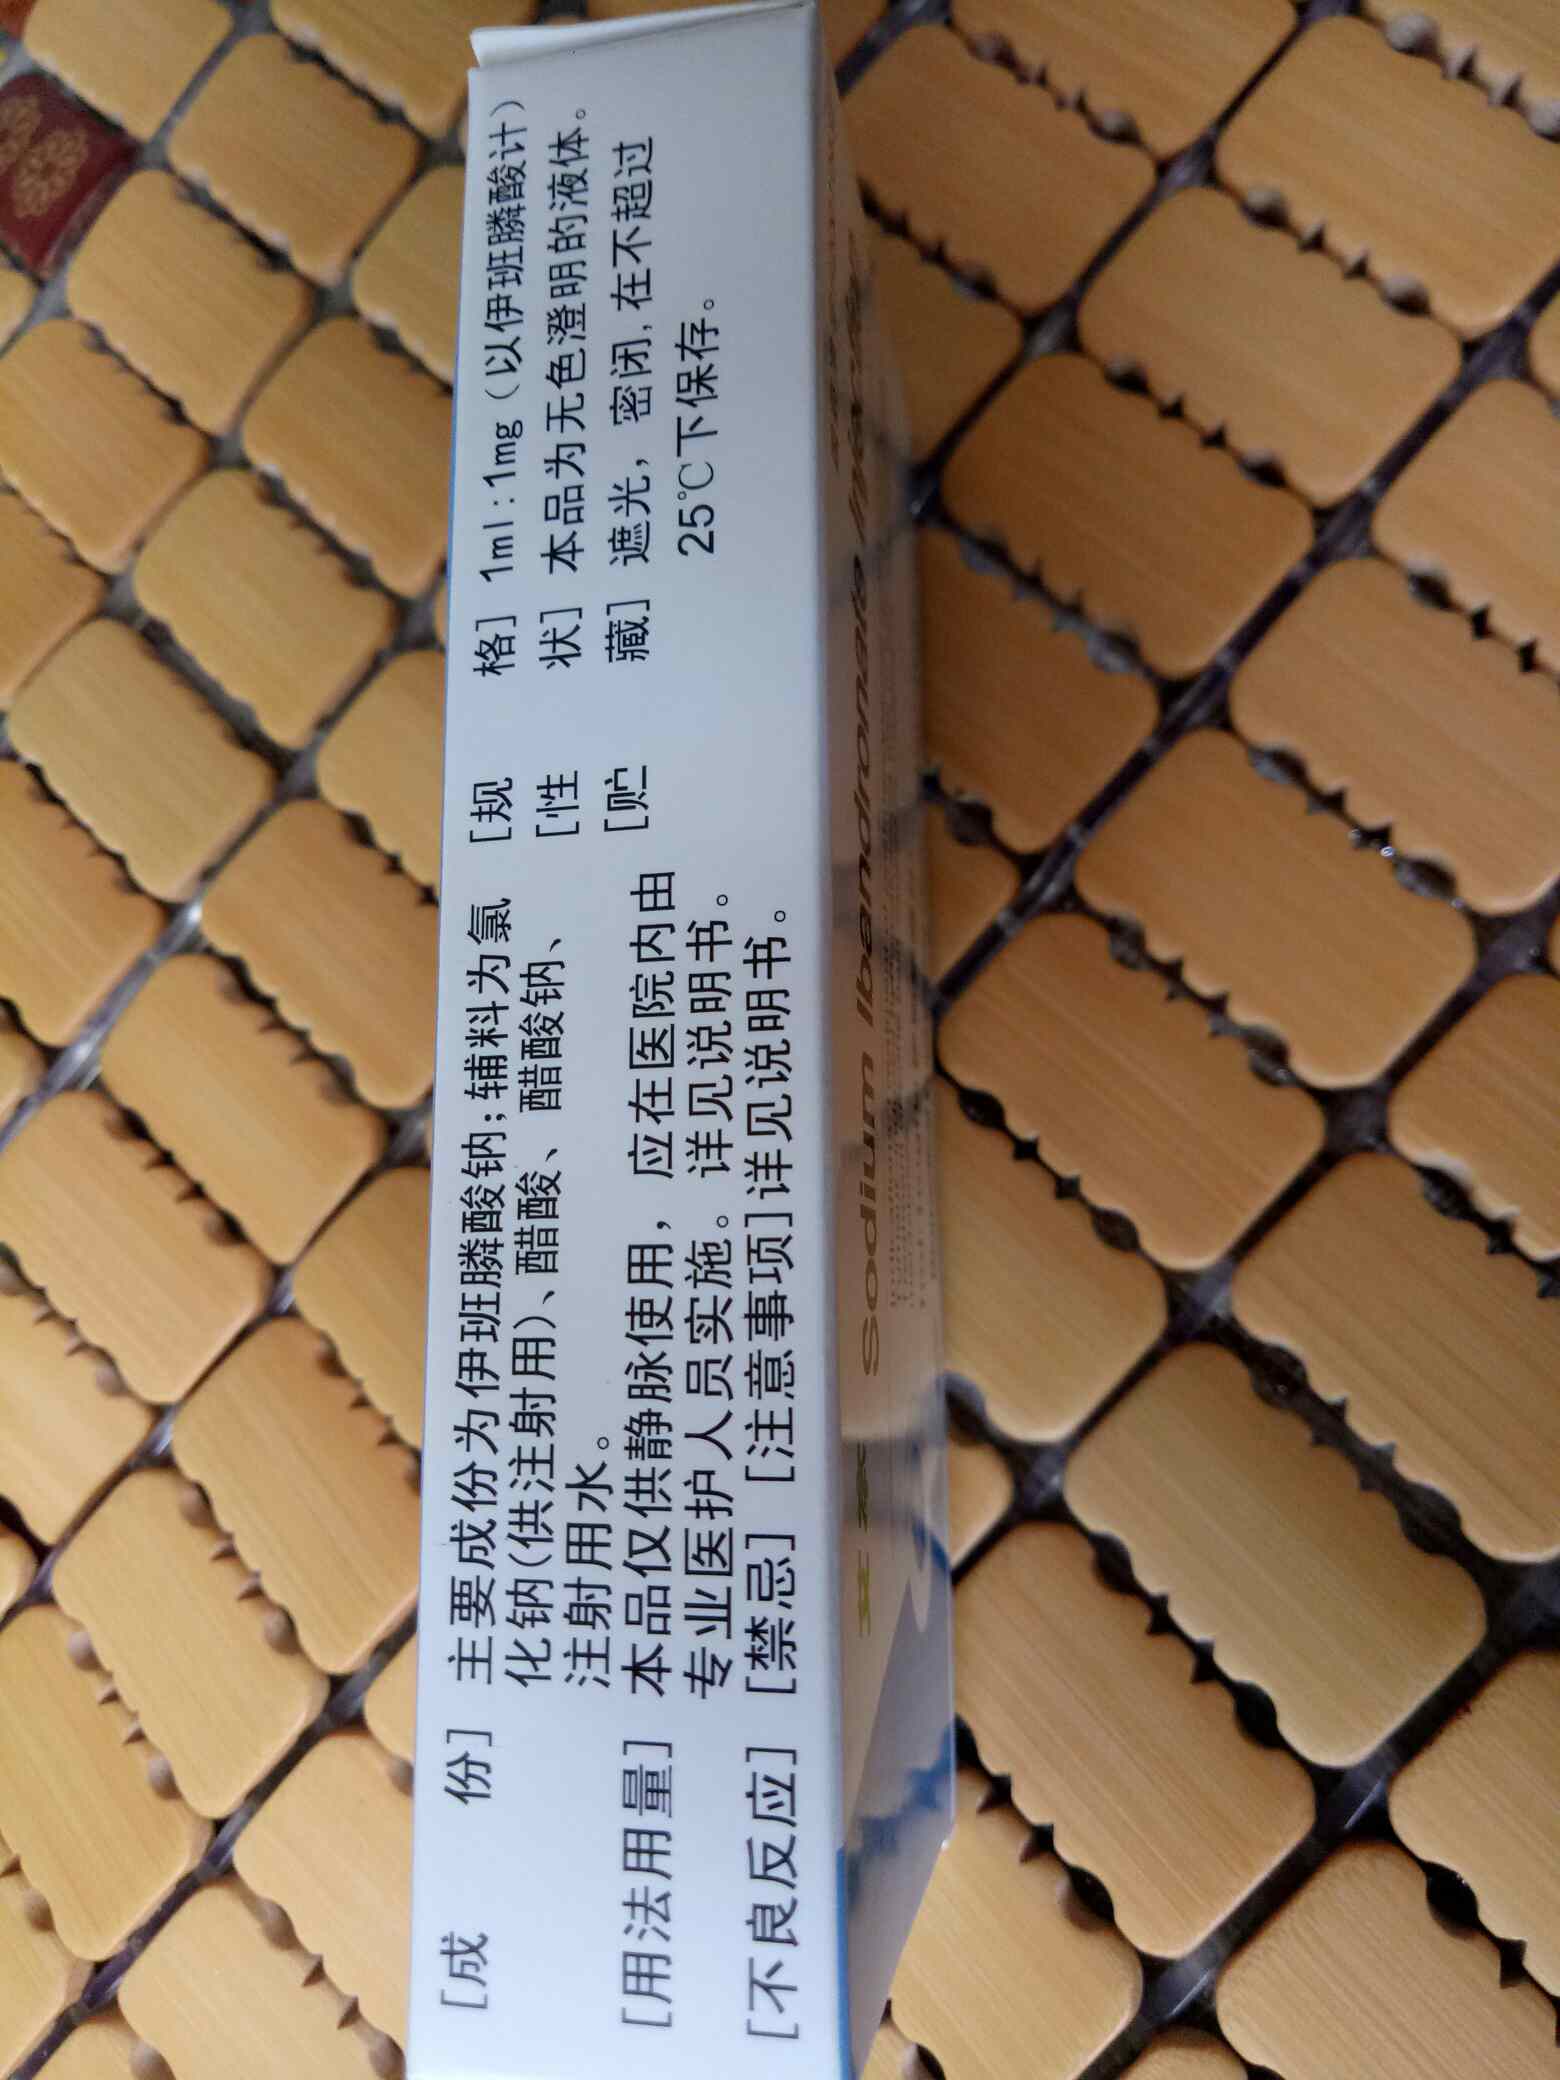 [成 份] 主要成份为伊班膦酸钠;辅料为氯
化钠(供注射用)、醋酸、醋酸钠、
注射用水。
[用法用量] 本品仅供静脉使用，应在医院内由
专业医护人员实施。详见说明书。
[不良反应] [禁忌] [注意事项]详见说明书。
[规 格] 1ml:1mg(以伊班膦酸计)
[性 状] 本品为无色澄明的液体。
[贮 藏] 遮光，密闭,在不超过
25℃下保存。
Sodium Ibandronate